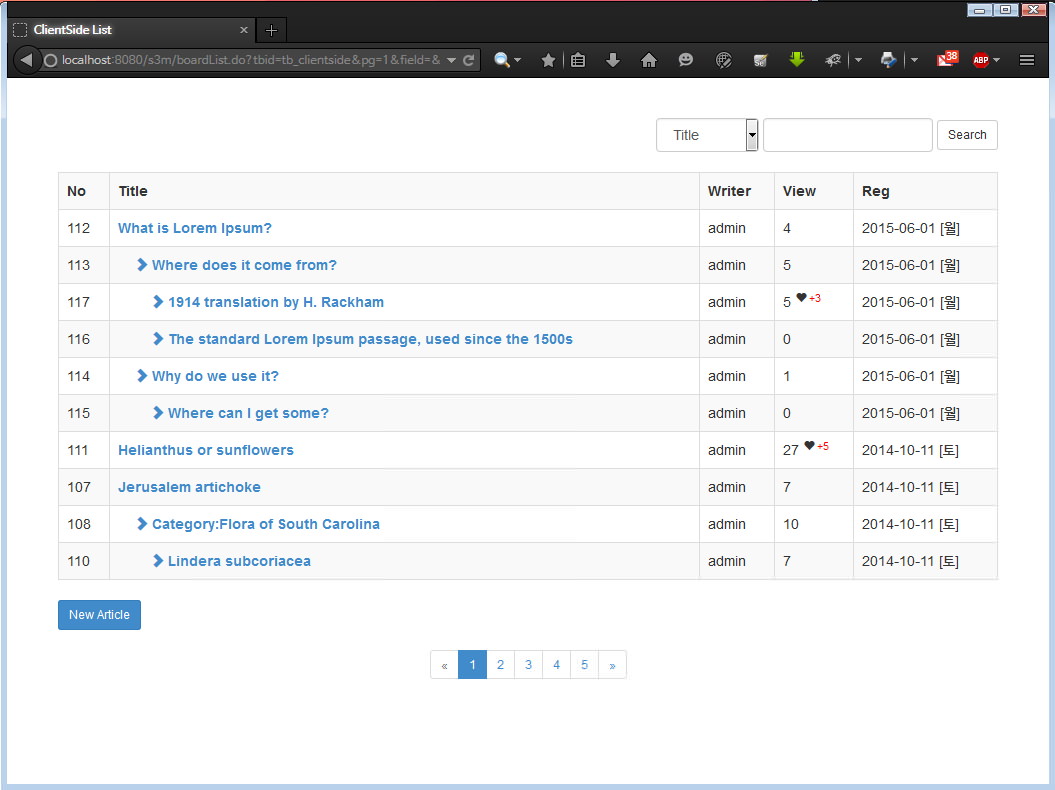 ClientSide List
localhost:8080/s3m/boardList.do?tbid=tb_clientside&pg=1&field=&
38
ABP
Title Search
No Title Writer View Reg
112 What is Lorem Ipsum? admin 4 2015-06-01 [월]
113 Where does it come from? admin 5 2015-06-01 [월]
117 1914 translation by H. Rackham admin 5 +3 2015-06-01 [월]
116 The standard Lorem Ipsum passage, used since the 1500s admin 0 2015-06-01 [월]
114 Why do we use it? admin 1 2015-06-01 [월]
115 Where can I get some? admin 0 2015-06-01 [월]
111 Helianthus or sunflowers admin 27 +5 2014-10-11 [토]
107 Jerusalem artichoke admin 7 2014-10-11 [토]
108 Category:Flora of South Carolina admin 10 2014-10-11 [토]
110 Lindera subcoriacea admin 7 2014-10-11 [토]
New Article
« 1 2 3 4 5 »